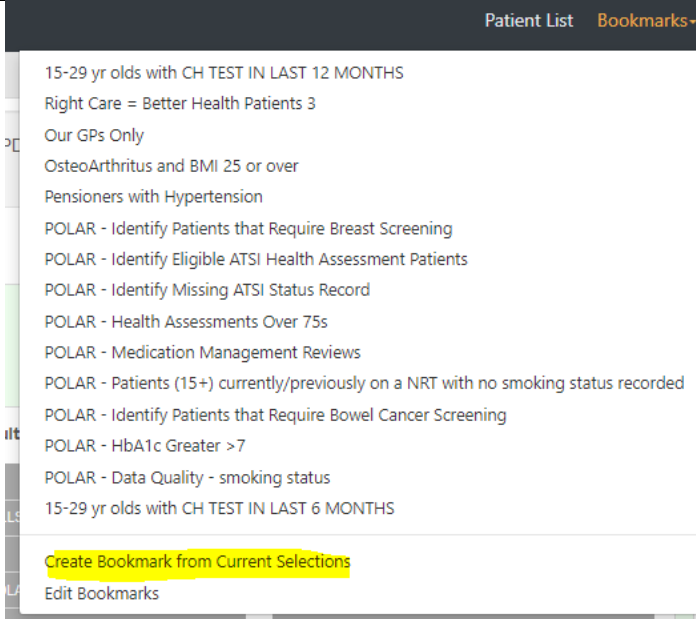 Patient List Bookmarks
15-29 yr olds with CH TEST IN LAST 12 MONTHS
Right Care = Better Health Patients 3
Our GPs Only
OsteoArthritus and BMI 25 or over
Pensioners with Hypertension
POLAR - Identify Patients that Require Breast Screening
POLAR - Identify Eligible ATSI Health Assessment Patients
POLAR - Identify Missing ATSI Status Record
POLAR - Health Assessments Over 75s
POLAR - Medication Management Reviews
POLAR - Patients (15+) currently/previously on a NRT with no smoking status recorded
POLAR - Identify Patients that Require Bowel Cancer Screening
POLAR - HbA1c Greater >7
POLAR - Data Quality - smoking status
15-29 yr olds with CH TEST IN LAST 6 MONTHS
Create Bookmark from Current Selections
Edit Bookmarks